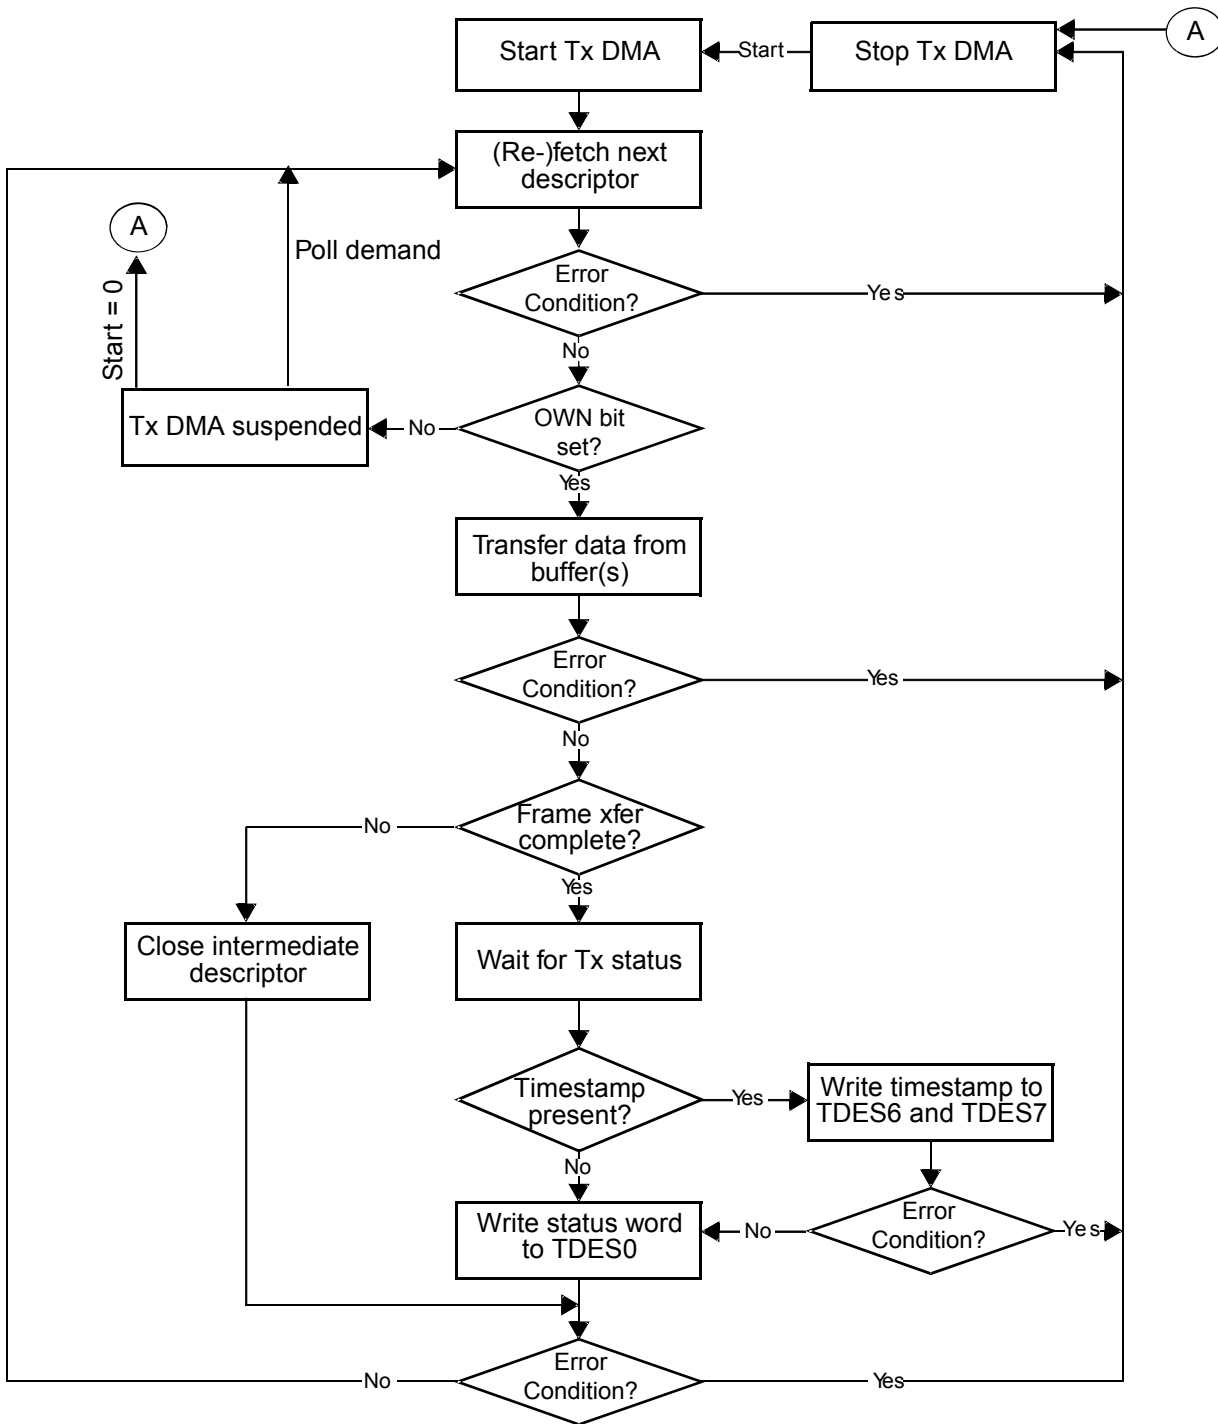 Start Tx DMA
Start
Stop Tx DMA
A
(Re-)fetch next
descriptor
A
Poll demand
Start = 0
Error
Condition?
Yes
No
Tx DMA suspended
No
OWN bit
set?
Yes
Transfer data from
buffer(s)
Error
Condition?
Yes
No
Frame xfer
complete?
No
Yes
Close intermediate
descriptor
Wait for Tx status
Timestamp
present?
Yes
Write timestamp to
TDES6 and TDES7
No
Write status word
to TDES0
No
Error
Condition?
Yes
No
Error
Condition?
Yes